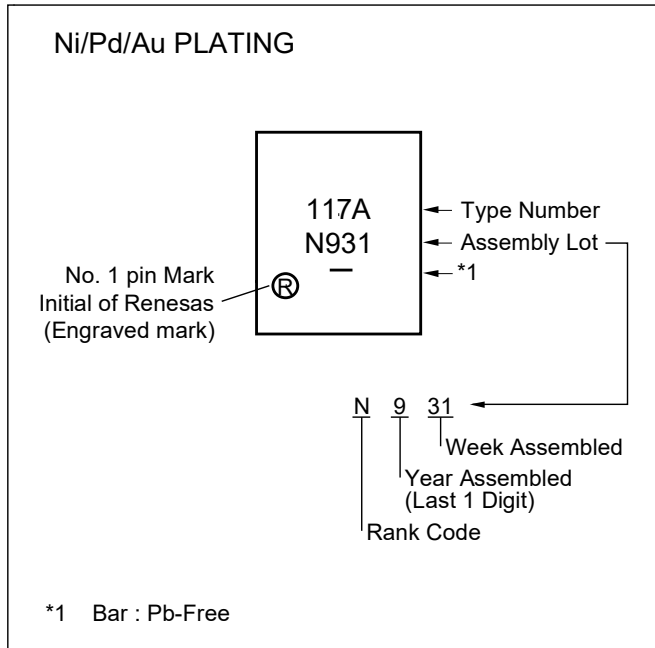 Ni/Pd/Au PLATING
117A
Type Number
N931
Assembly Lot
*1
No. 1 pin Mark
Initial of Renesas
(Engraved mark)
R
N 9 31
Week Assembled
Year Assembled
(Last 1 Digit)
Rank Code
*1 Bar : Pb-Free